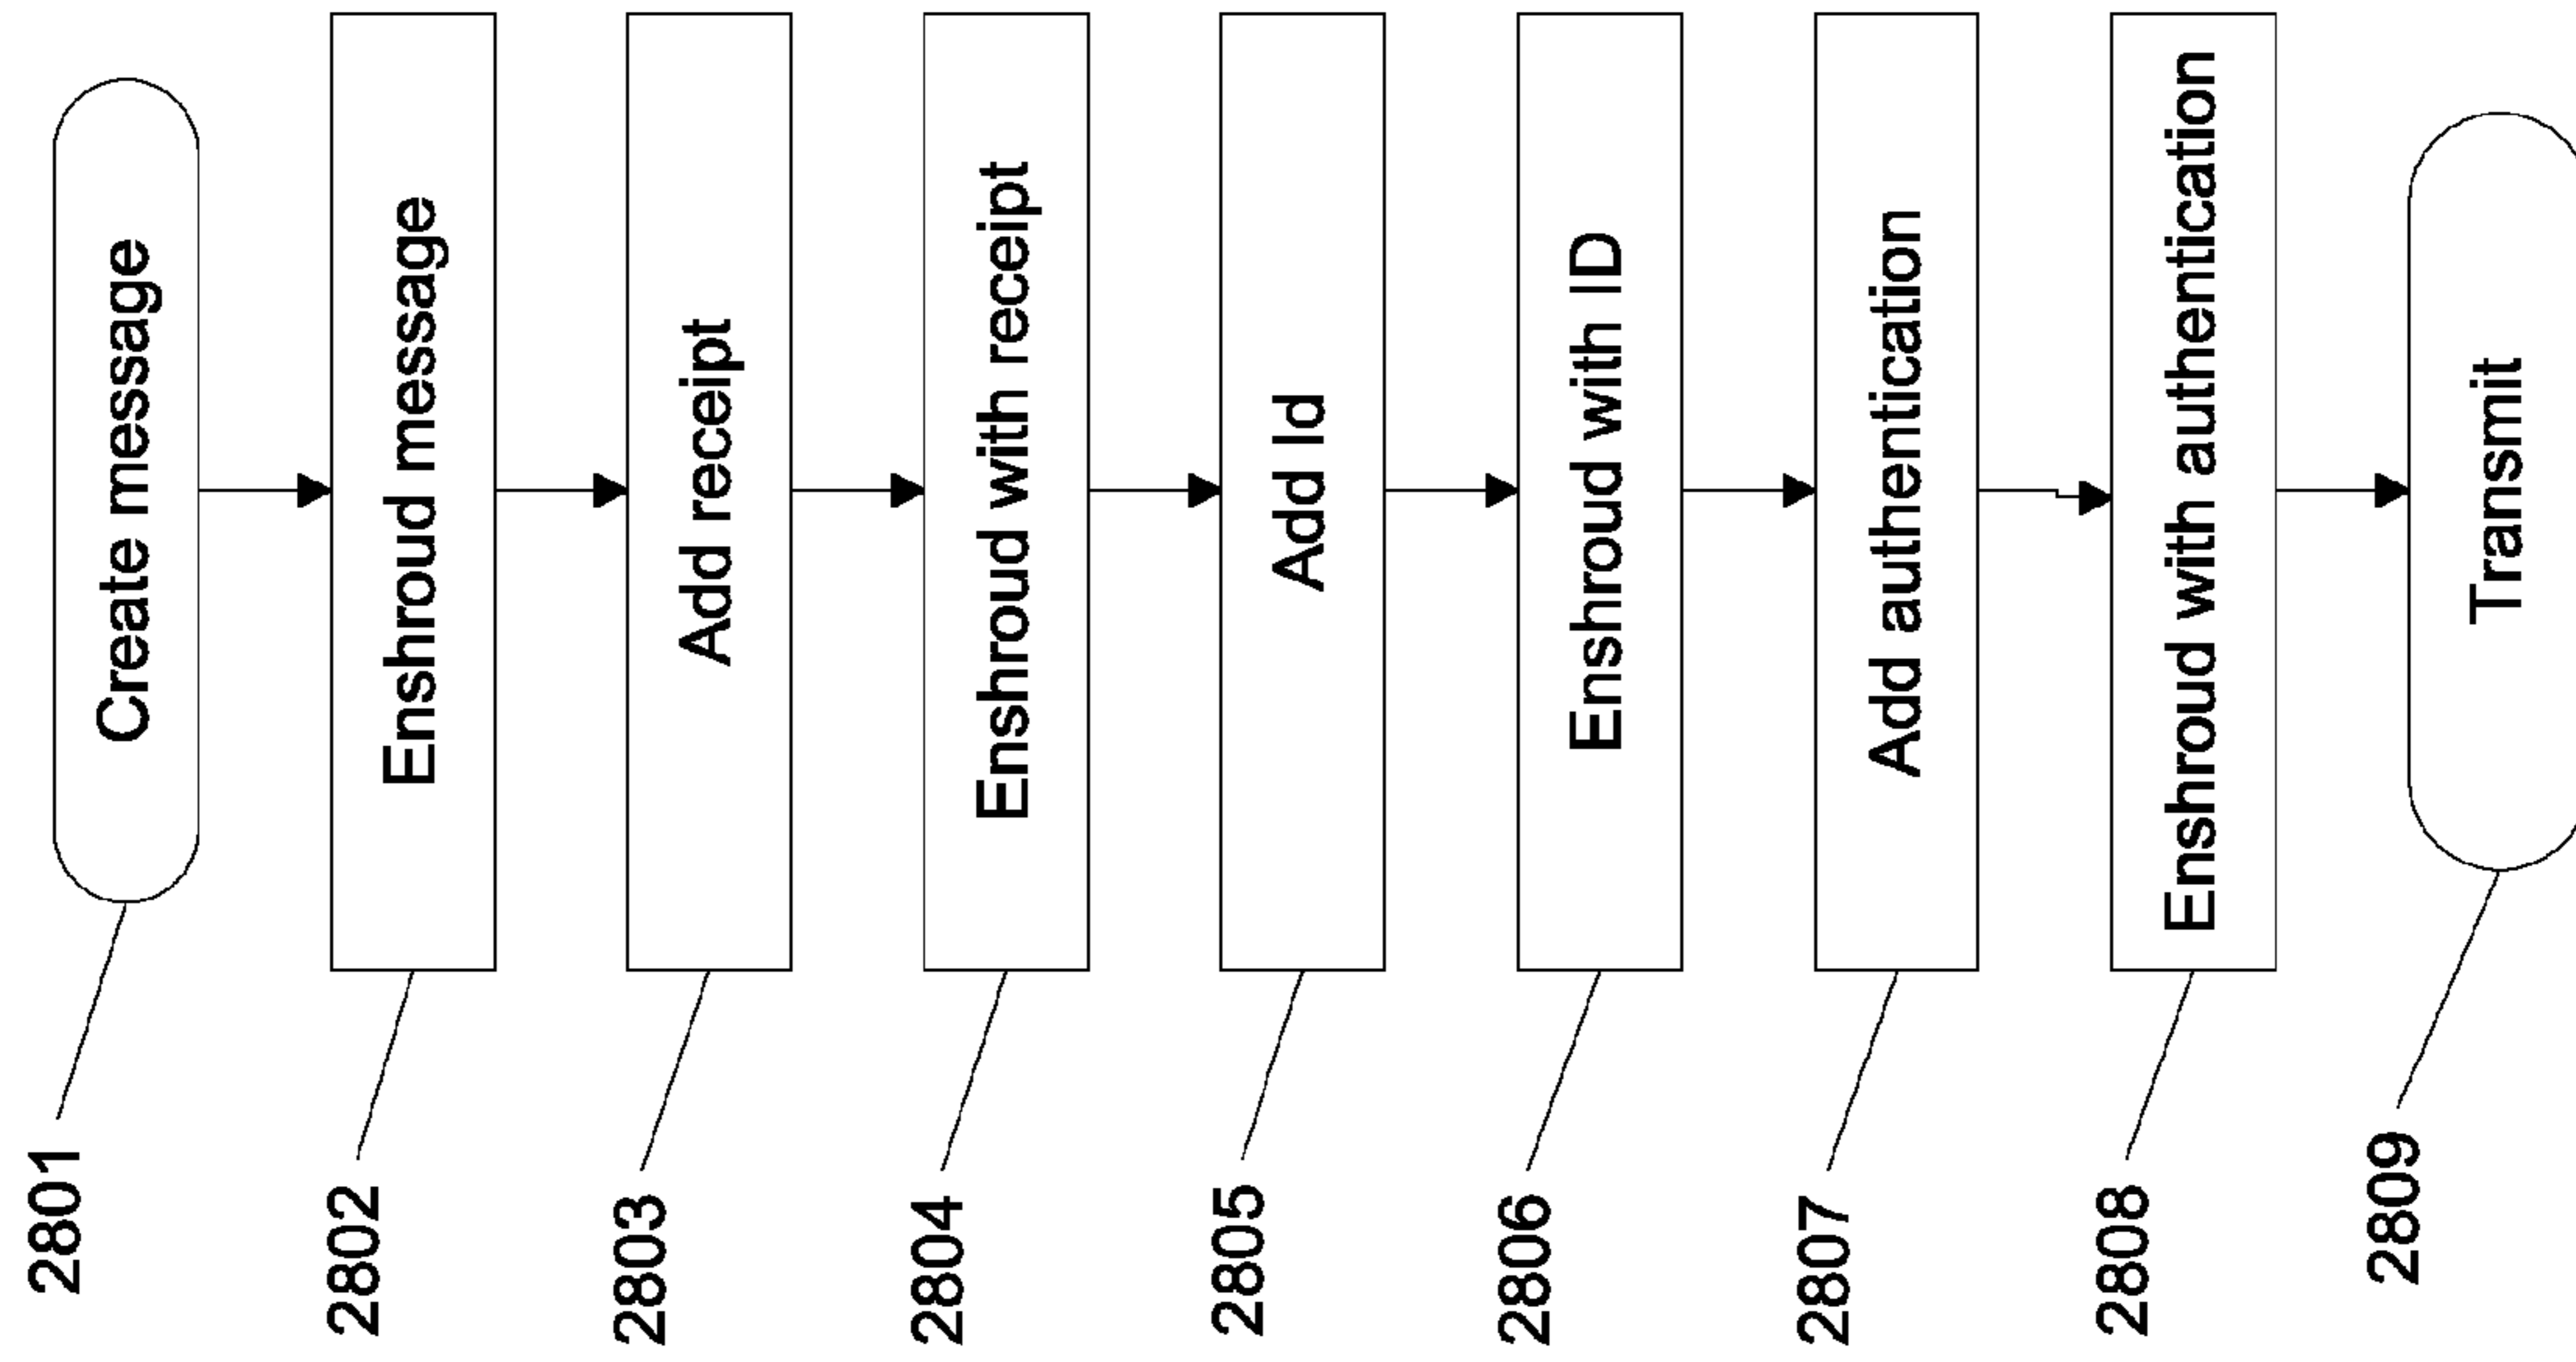 2801
Create message
2802
Enshroud message
2803
Add receipt
2804
Enshroud with receipt
2805
Add Id
2806
Enshroud with ID
2807
Add authentication
2808
Enshroud with authentication
2809
Transmit